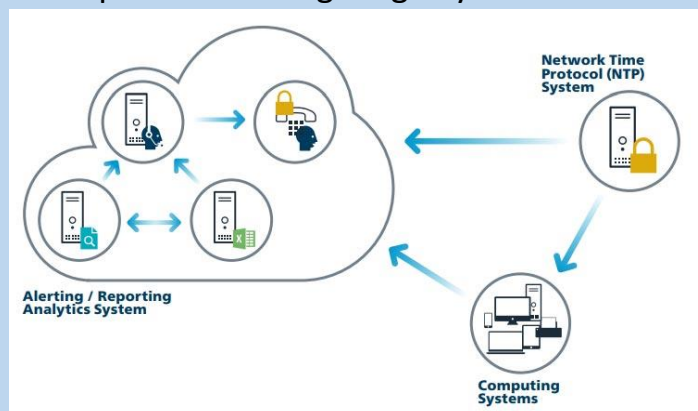 Network Time
Protocol (NTP)
System
Alerting / Reporting
Analytics System
Computing
Systems